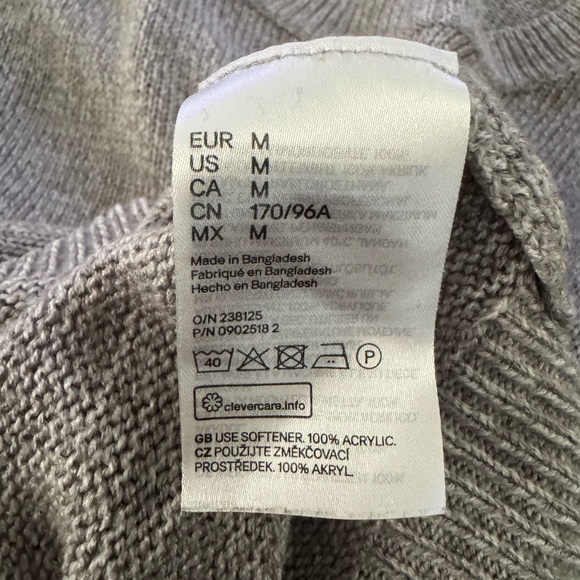 EUR M
US M
CA M
CN 170/96A
MX M
Made in Bangladesh
Fabriqué en Bangladesh
Hecho en Bangladesh
O/N 238125
P/N 0902518 2
40 P
clevercare.info
GB USE SOFTENER. 100% ACRYLIC.
CZ POUŽIJTE ZMĚKČOVACÍ
PROSTŘEDEK. 100% AKRYL.